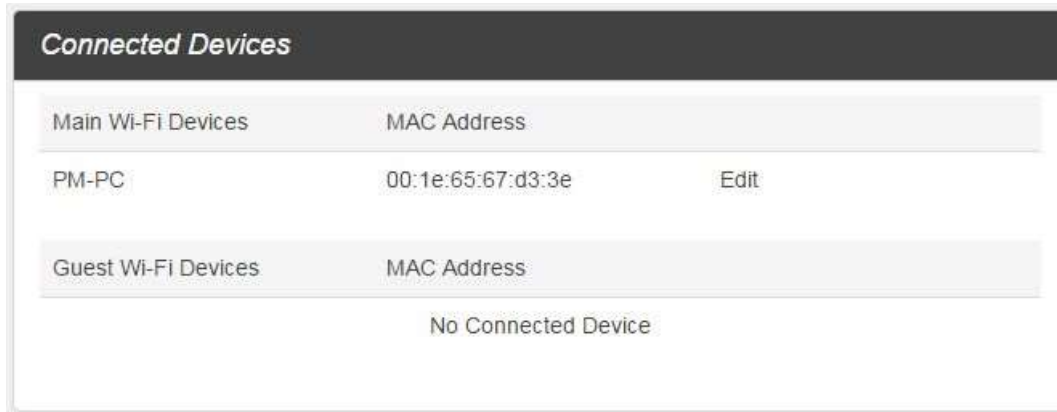 Connected Devices
Main Wi-Fi Devices MAC Address
PM-PC 00:1e:65:67:d3:3e Edit
Guest Wi-Fi Devices MAC Address
No Connected Device